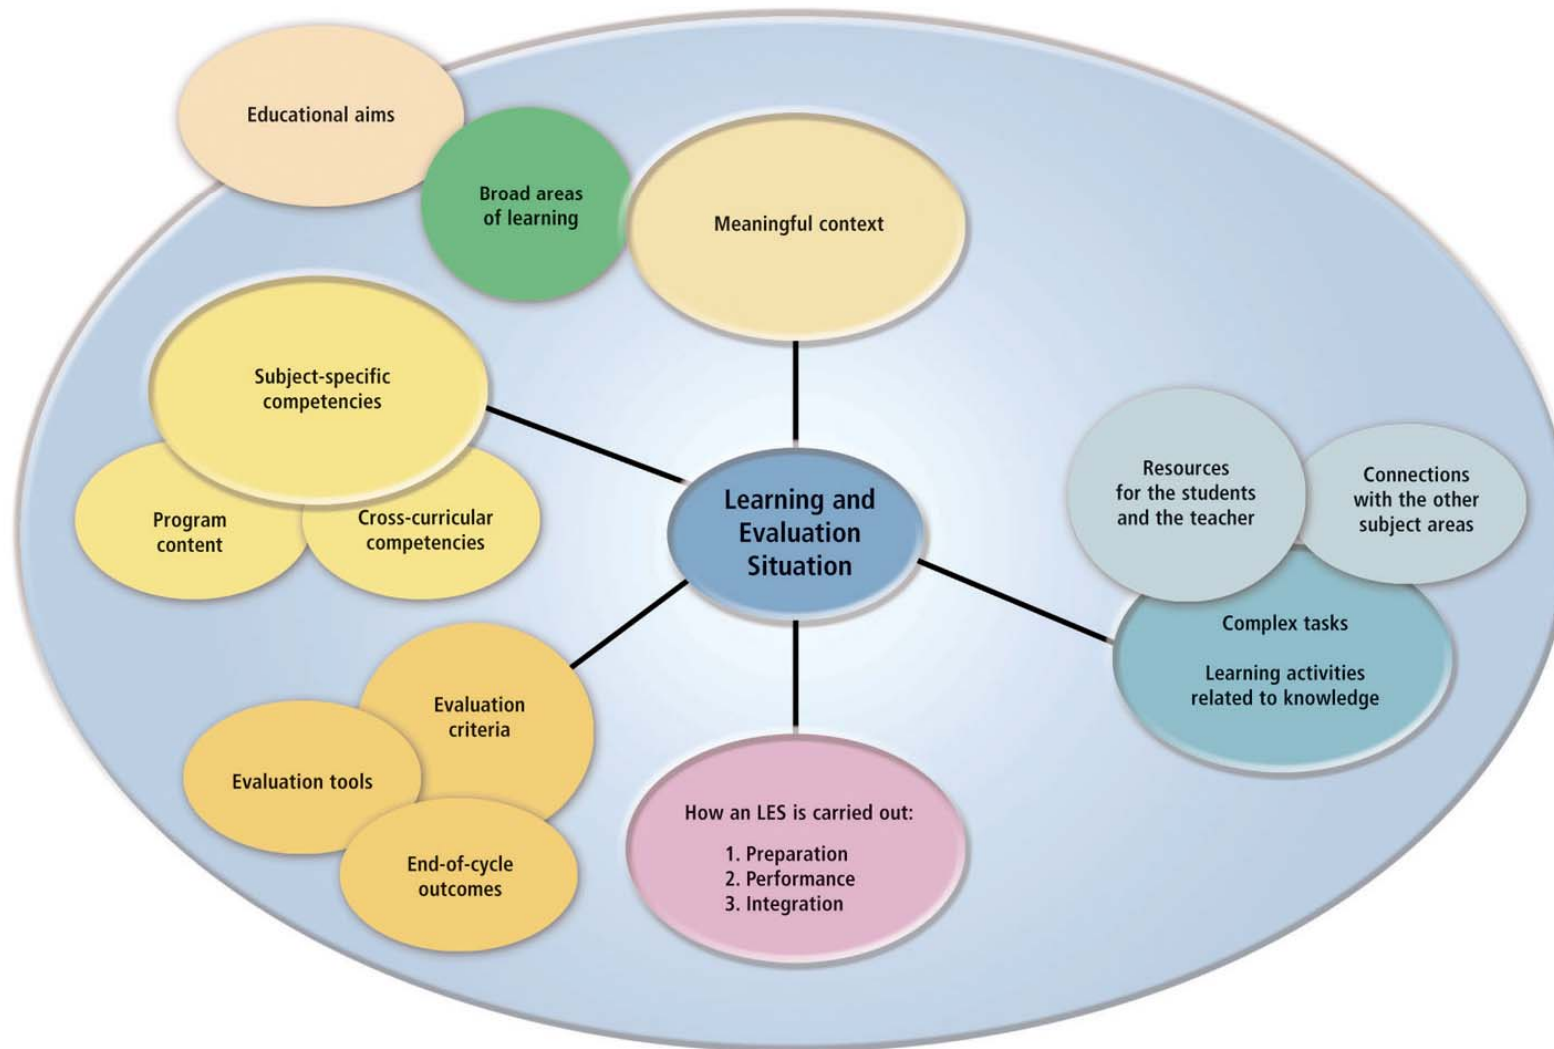 Educational aims
Broad areas
of learning
Meaningful context
Subject-specific
competencies
Program
content
Cross-curricular
competencies
Learning and
Evaluation
Situation
Resources
for the students
and the teacher
Connections
with the other
subject areas
Complex tasks
Learning activities
related to knowledge
Evaluation
criteria
Evaluation tools
End-of-cycle
outcomes
How an LES is carried out:
1. Preparation
2. Performance
3. Integration